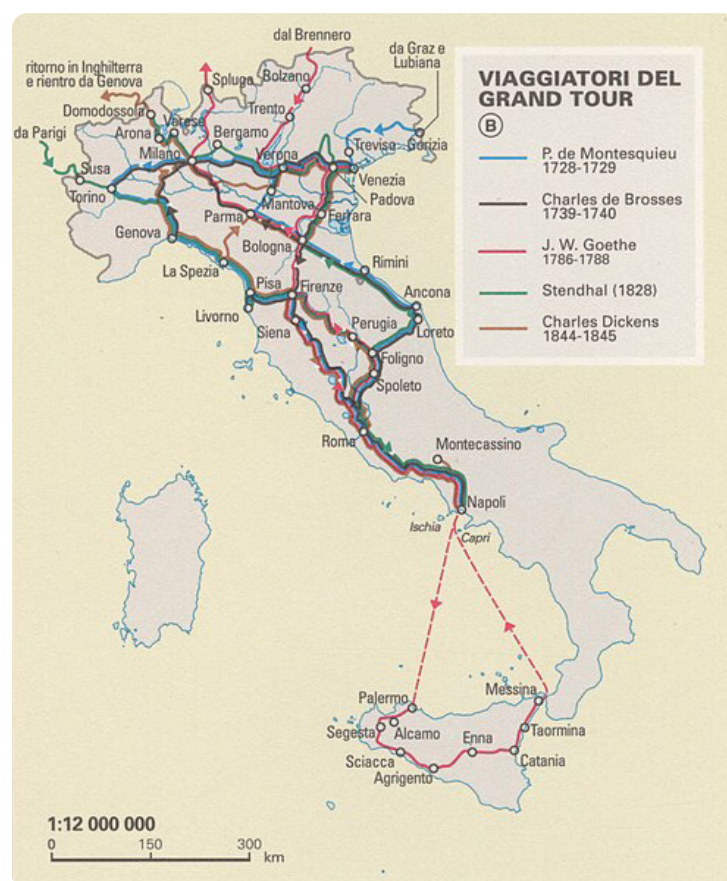 dal Brennero
da Graz e
Lubiana
ritorno in Inghilterra
e rientro da Genova
Spluga
Bolzano
Domodossola
Trento
Varese
Arona
Bergamo
Treviso
Gorizia
da Parigi
Milano
Verona
Susa
Venezia
Torino
Mantova
Padova
Parma
Ferrara
Genova
Bologna
La Spezia
Rimini
Pisa
Firenze
Ancona
Livorno
Perugia
Loreto
Siena
Foligno
Spoleto
Roma
Montecassino
Napoli
Ischia
Capri
Messina
Palermo
Segesta
Alcamo
Enna
Taormina
Sciacca
Catania
Agrigento
VIAGGIATORI DEL
GRAND TOUR
B
P. de Montesquieu
1728-1729
Charles de Brosses
1739-1740
J. W. Goethe
1786-1788
Stendhal (1828)
Charles Dickens
1844-1845
1:12 000 000
0 150 300
km